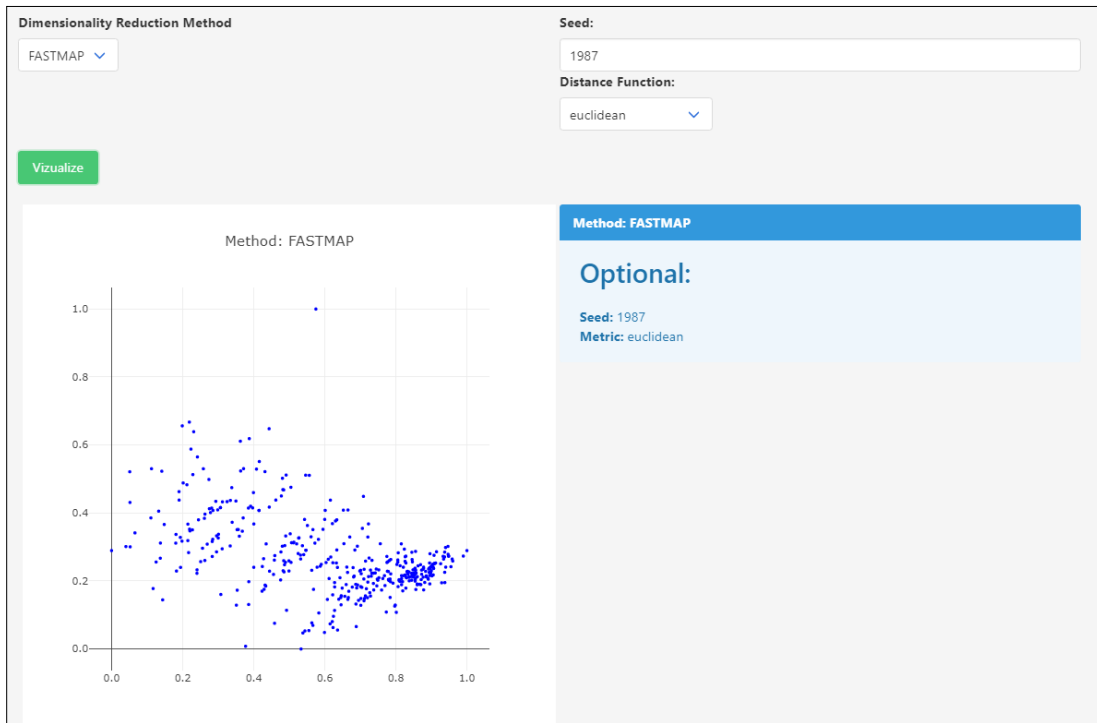 Dimensionality Reduction Method
FASTMAP
Seed:
1987
Distance Function:
euclidean
Vizualize
Method: FASTMAP
1.0
0.8
0.6
0.4
0.2
0.0
0.0 0.2 0.4 0.6 0.8 1.0
Method: FASTMAP
Optional:
Seed: 1987
Metric: euclidean